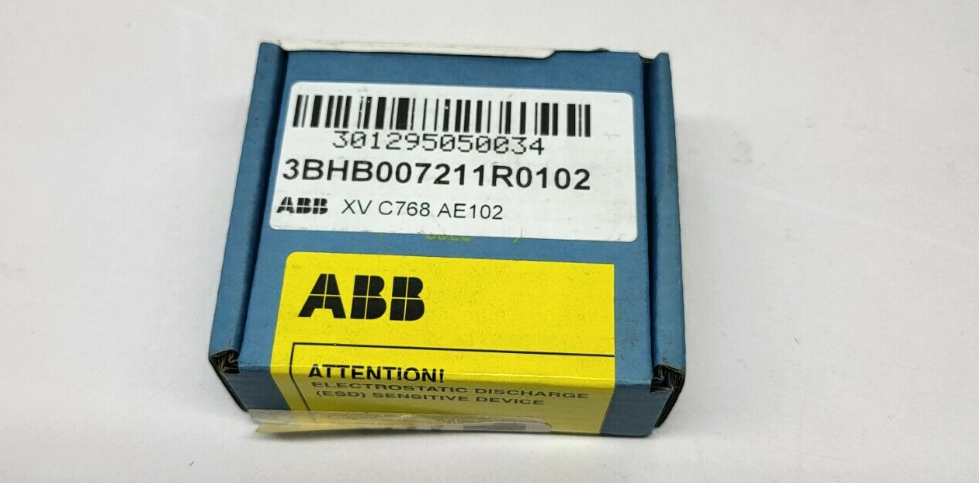 301295050034
3BHB007211R0102
ABB XV C768 AE102
ABB
ATTENTION!
ELECTROSTATIC DISCHARGE
(ESD) SENSITIVE DEVICE